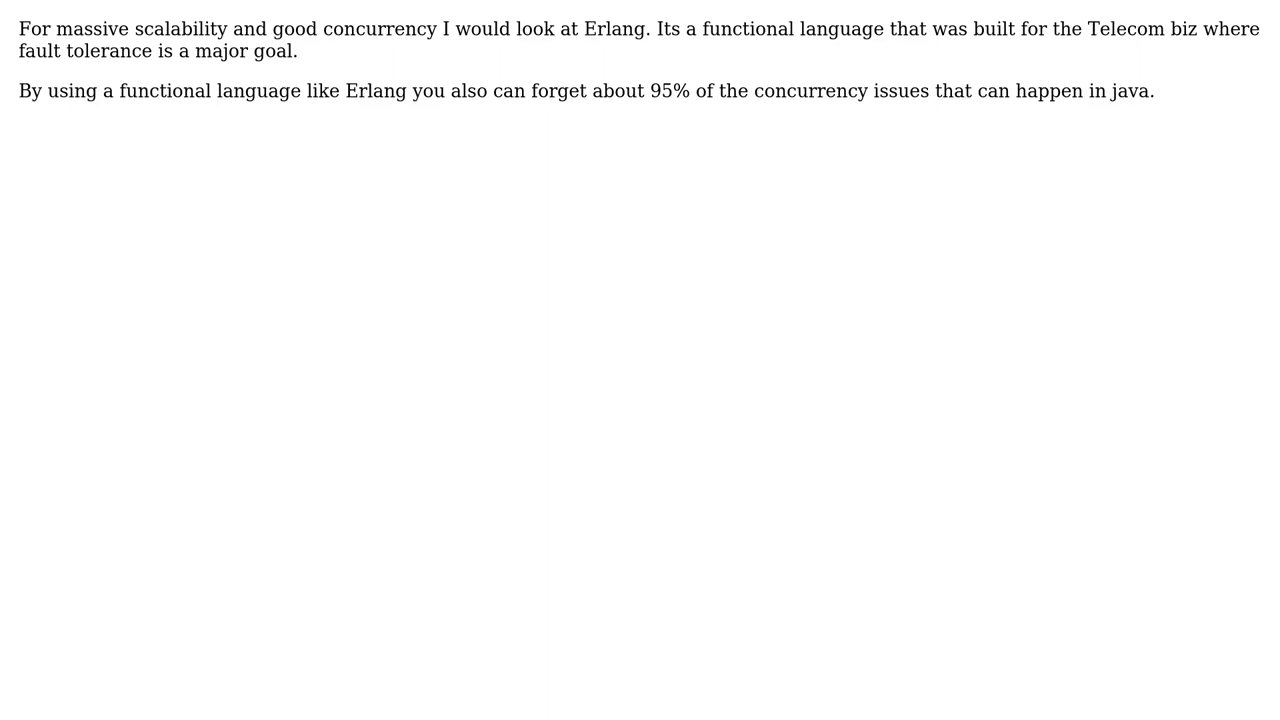 For massive scalability and good concurrency I would look at Erlang. Its a functional language that was built for the Telecom biz where
fault tolerance is a major goal.
By using a functional language like Erlang you also can forget about 95% of the concurrency issues that can happen in java.